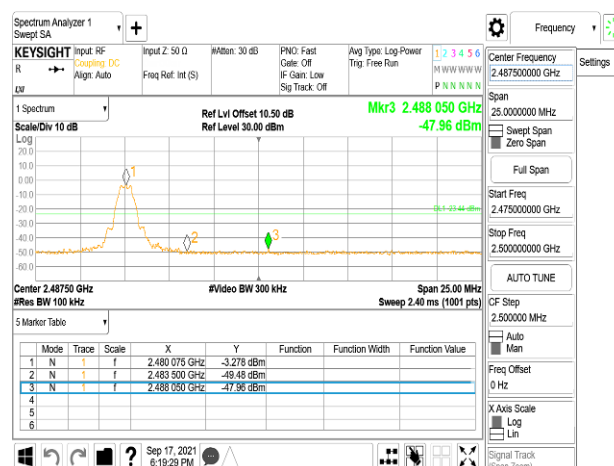 Spectrum Analyzer 1
Swept SA
Frequency
KEYSIGHT
Input: RF
Coupling: DC
Align: Auto
Input Z: 50 Ω
Freq Ref: Int (S)
#Atten: 30 dB
PNO: Fast
Gate: Off
IF Gain: Low
Sig Track: Off
Avg Type: Log-Power
Trig: Free Run
1 2 3 4 5 6
M W W W W W
P N N N N N
R
Center Frequency
2.487500000 GHz
Settings
Span
25.0000000 MHz
Swept Span
Zero Span
Full Span
Start Freq
2.475000000 GHz
Stop Freq
2.500000000 GHz
AUTO TUNE
CF Step
2.500000 MHz
Auto
Man
Freq Offset
0 Hz
X Axis Scale
Log
Lin
Signal Track
(Span Zoom)
1 Spectrum
Scale/Div 10 dB
Ref Lvl Offset 10.50 dB
Ref Level 30.00 dBm
Mkr3 2.488 050 GHz
-47.96 dBm
Log
20.0
10.0
0.00
-10.0
-20.0
-30.0
-40.0
-50.0
-60.0
1
2
3
DL1 -23.44 dBm
Center 2.48750 GHz
#Video BW 300 kHz
Span 25.00 MHz
#Res BW 100 kHz
Sweep 2.40 ms (1001 pts)
5 Marker Table
Mode Trace Scale X Y Function Function Width Function Value
1 N 1 f 2.480 075 GHz -3.278 dBm
2 N 1 f 2.483 500 GHz -49.48 dBm
3 N 1 f 2.488 050 GHz -47.96 dBm
4
5
6
Sep 17, 2021
6:19:29 PM